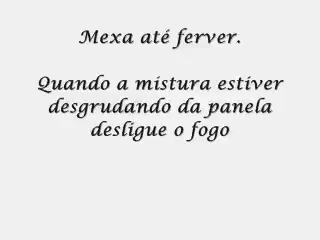 Mexa até ferver.
Quando a mistura estiver
desgrudando da panela
desligue o fogo